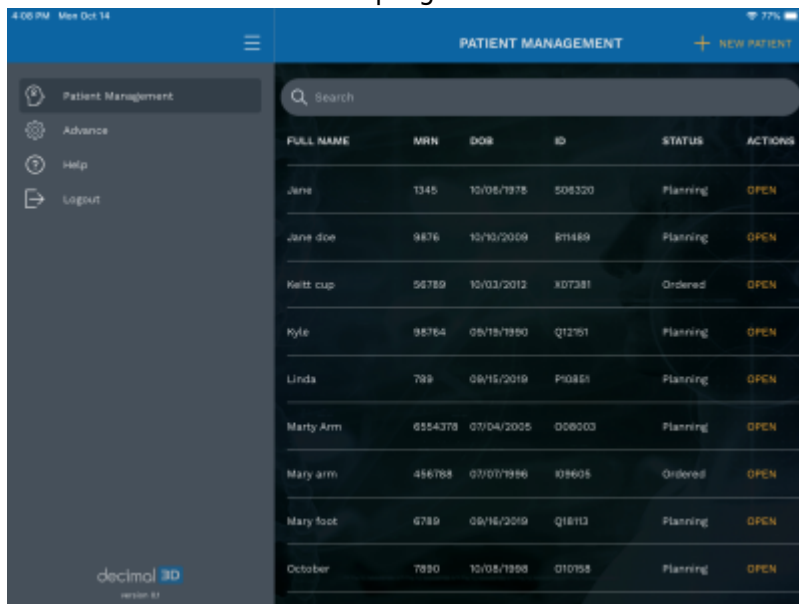 4:08 PM Mon Oct 14 77%
PATIENT MANAGEMENT + NEW PATIENT
Patient Management
Advance
Help
Logout
Search
FULL NAME MRN DOB ID STATUS ACTIONS
Jane 1345 10/06/1978 S06320 Planning OPEN
Jane doe 9876 10/10/2009 B11489 Planning OPEN
Keitt cup 56789 10/03/2012 X07381 Ordered OPEN
Kyle 98764 09/19/1990 Q12151 Planning OPEN
Linda 789 09/15/2019 P10851 Planning OPEN
Marty Arm 6554378 07/04/2005 O08003 Planning OPEN
Mary arm 456788 07/07/1996 I09605 Ordered OPEN
Mary foot 6789 09/16/2019 Q18113 Planning OPEN
October 7890 10/08/1998 O10158 Planning OPEN
decimal 3D
version 0.1